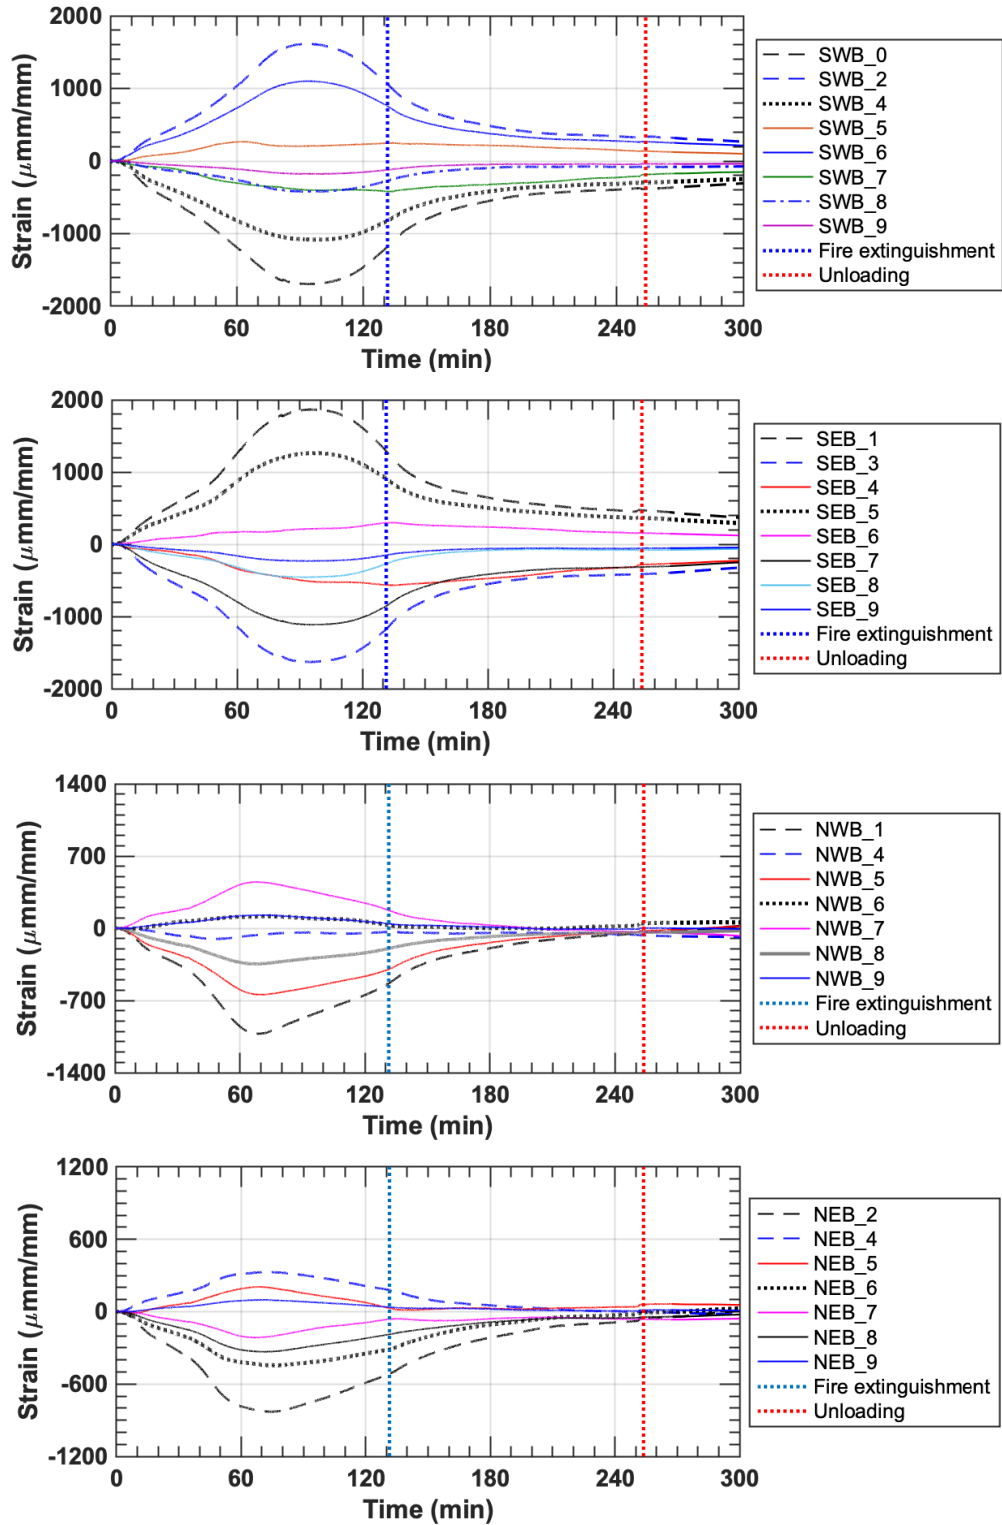 2000
1000
0
-1000
-2000
Strain (μmm/mm)
0 60 120 180 240 300
Time (min)
SWB_0
SWB_2
SWB_4
SWB_5
SWB_6
SWB_7
SWB_8
SWB_9
Fire extinguishment
Unloading
2000
1000
0
-1000
-2000
Strain (μmm/mm)
0 60 120 180 240 300
Time (min)
SEB_1
SEB_3
SEB_4
SEB_5
SEB_6
SEB_7
SEB_8
SEB_9
Fire extinguishment
Unloading
1400
700
0
-700
-1400
Strain (μmm/mm)
0 60 120 180 240 300
Time (min)
NWB_1
NWB_4
NWB_5
NWB_6
NWB_7
NWB_8
NWB_9
Fire extinguishment
Unloading
1200
600
0
-600
-1200
Strain (μmm/mm)
0 60 120 180 240 300
Time (min)
NEB_2
NEB_4
NEB_5
NEB_6
NEB_7
NEB_8
NEB_9
Fire extinguishment
Unloading